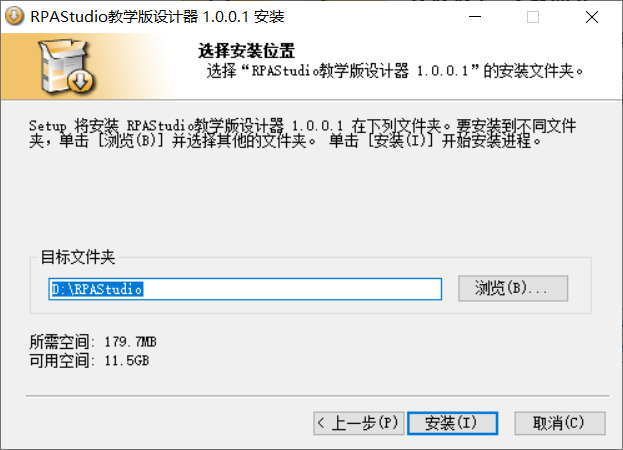 RPAStudio教学版设计器 1.0.0.1 安装
选择安装位置
选择“RPAStudio教学版设计器 1.0.0.1”的安装文件夹。
Setup 将安装 RPAStudio教学版设计器 1.0.0.1 在下列文件夹。要安装到不同文件
夹，单击 [浏览(B)] 并选择其他的文件夹。 单击 [安装(I)] 开始安装进程。
目标文件夹
D:\RPAStudio
浏览(B)...
所需空间: 179.7MB
可用空间: 11.5GB
< 上一步(P)
安装(I)
取消(C)